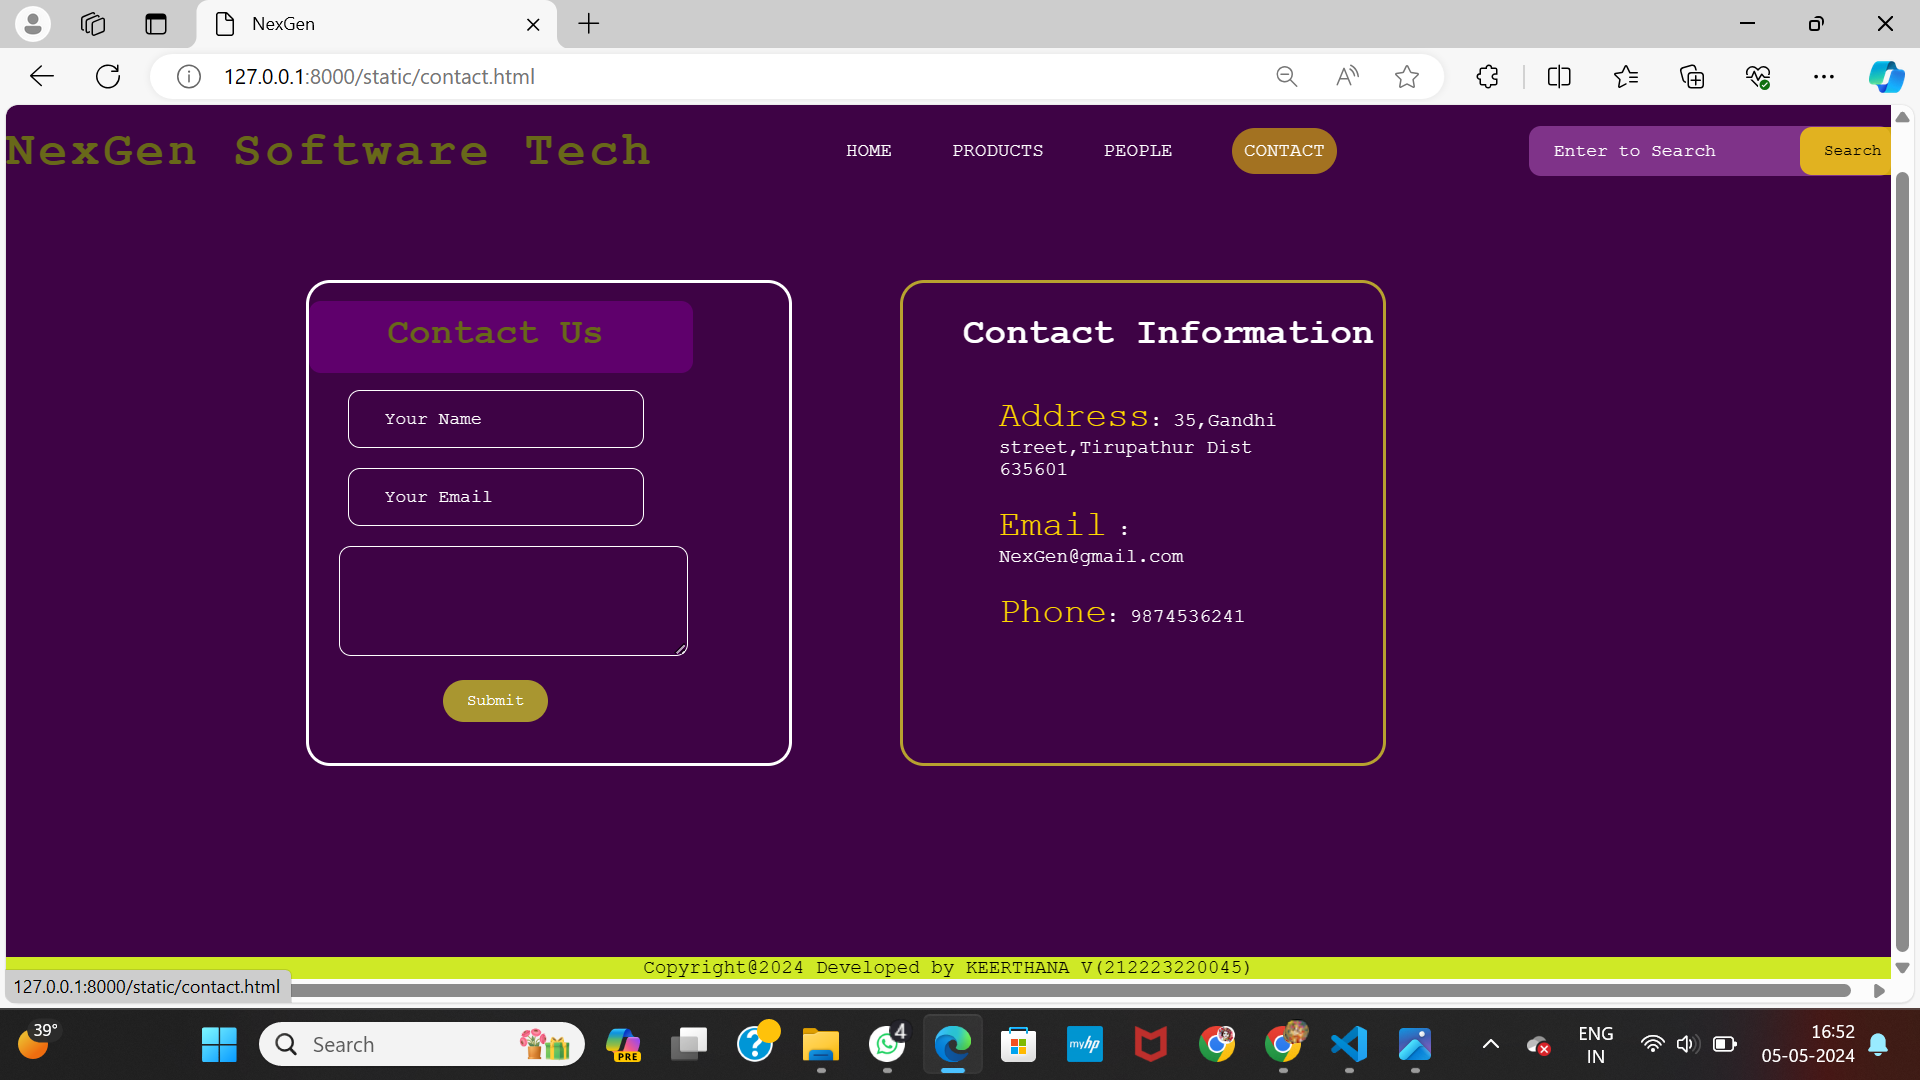 NexGen
127.0.0.1:8000/static/contact.html
NexGen Software Tech
HOME
PRODUCTS
PEOPLE
CONTACT
Enter to Search
Search
Contact Us
Your Name
Your Email
Submit
Contact Information
Address: 35,Gandhi
street,Tirupathur Dist
635601
Email :
NexGen@gmail.com
Phone: 9874536241
Copyright@2024 Developed by KEERTHANA V(212223220045)
127.0.0.1:8000/static/contact.html
39°
Search
PRE
4
myhp
ENG
IN
16:52
05-05-2024